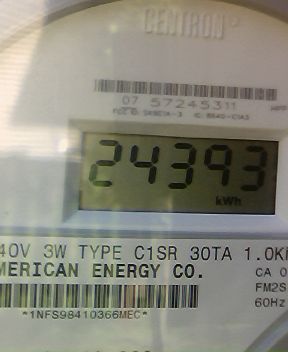 CENTRON
07 57245311
24393
kWh
40V 3W TYPE C1SR 30TA 1.0K
MERICAN ENERGY CO.
CA 0
FM2S
60Hz
*1NFS98410366MEC*